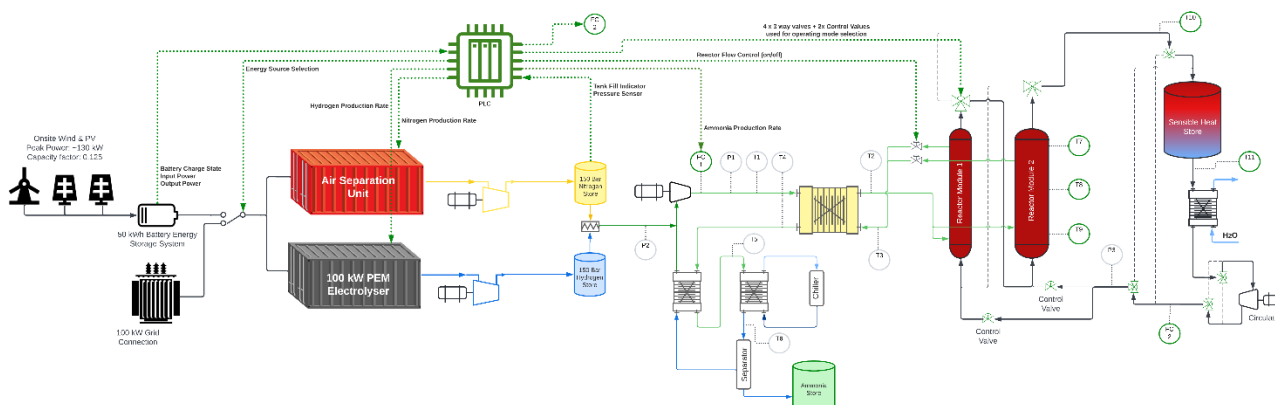 FC
2
4 x 3 way valves + 2x Control Valves
used for operating mode selection
T10
Energy Source Selection
PLC
Reactor Flow Control (on/off)
Tank Fill Indicator
Pressure Sensor
Hydrogen Production Rate
Nitrogen Production Rate
Ammonia Production Rate
Onsite Wind & PV
Peak Power: ~130 kW
Capacity factor: 0.125
Battery Charge State
Input Power
Output Power
50 kWh Battery Energy
Storage System
100 kW Grid
Connection
Air Separation
Unit
100 kW PEM
Electrolyser
150 Bar
Nitrogen
Store
150 Bar
Hydrogen
Store
P2
FC
1
P1
T1
T4
T2
T3
Chiller
T6
Separator
Ammonia
Store
Reactor Module 1
Reactor Module 2
T7
T8
T9
P3
Control
Valve
Control
Valve
Sensible Heat
Store
T11
H2O
FC
2
Circula